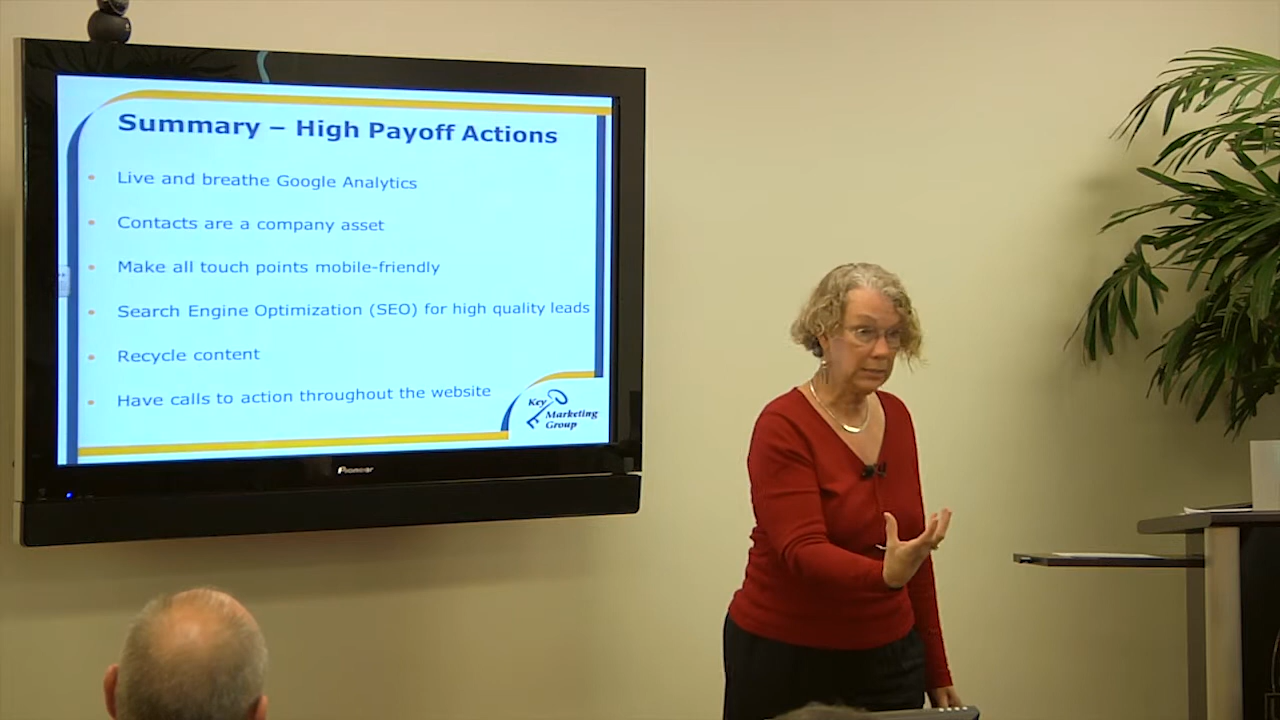 Summary – High Payoff Actions
Live and breathe Google Analytics
Contacts are a company asset
Make all touch points mobile-friendly
Search Engine Optimization (SEO) for high quality leads
Recycle content
Have calls to action throughout the website
Key
Marketing
Group
Pioneer